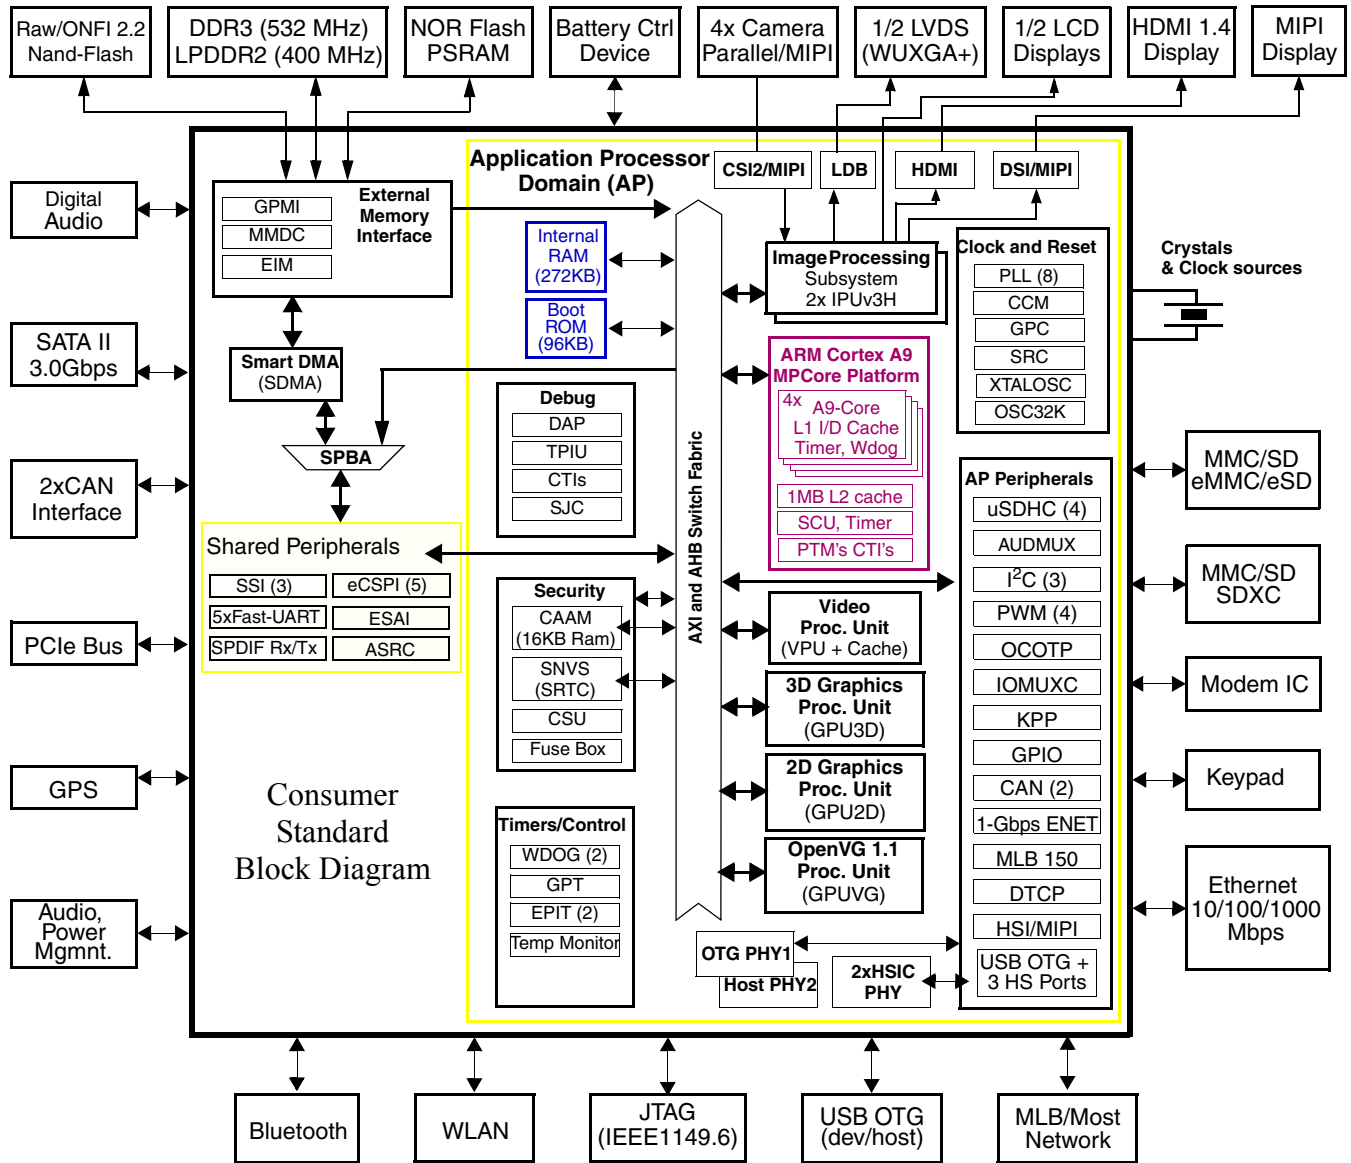 Raw/ONFI 2.2
Nand-Flash
DDR3 (532 MHz)
LPDDR2 (400 MHz)
NOR Flash
PSRAM
Battery Ctrl
Device
4x Camera
Parallel/MIPI
1/2 LVDS
(WUXGA+)
1/2 LCD
Displays
HDMI 1.4
Display
MIPI
Display
Digital
Audio
SATA II
3.0Gbps
2xCAN
Interface
PCIe Bus
GPS
Audio,
Power
Mgmnt.
External
Memory
Interface
GPMI
MMDC
EIM
Smart DMA
(SDMA)
SPBA
Shared Peripherals
SSI (3)
eCSPI (5)
5xFast-UART
ESAI
SPDIF Rx/Tx
ASRC
Consumer
Standard
Block Diagram
Application Processor
Domain (AP)
Internal
RAM
(272KB)
Boot
ROM
(96KB)
Debug
DAP
TPIU
CTIs
SJC
Security
CAAM
(16KB Ram)
SNVS
(SRTC)
CSU
Fuse Box
Timers/Control
WDOG (2)
GPT
EPIT (2)
Temp Monitor
AXI and AHB Switch Fabric
CSI2/MIPI
LDB
HDMI
DSI/MIPI
Image Processing
Subsystem
2x IPUv3H
ARM Cortex A9
MPCore Platform
4x
A9-Core
L1 I/D Cache
Timer, Wdog
1MB L2 cache
SCU, Timer
PTM's CTI's
Video
Proc. Unit
(VPU + Cache)
3D Graphics
Proc. Unit
(GPU3D)
2D Graphics
Proc. Unit
(GPU2D)
OpenVG 1.1
Proc. Unit
(GPUVG)
OTG PHY1
Host PHY2
2xHSIC
PHY
Clock and Reset
PLL (8)
CCM
GPC
SRC
XTALOSC
OSC32K
AP Peripherals
uSDHC (4)
AUDMUX
I2C (3)
PWM (4)
OCOTP
IOMUXC
KPP
GPIO
CAN (2)
1-Gbps ENET
MLB 150
DTCP
HSI/MIPI
USB OTG +
3 HS Ports
Crystals
& Clock sources
MMC/SD
eMMC/eSD
MMC/SD
SDXC
Modem IC
Keypad
Ethernet
10/100/1000
Mbps
Bluetooth
WLAN
JTAG
(IEEE1149.6)
USB OTG
(dev/host)
MLB/Most
Network